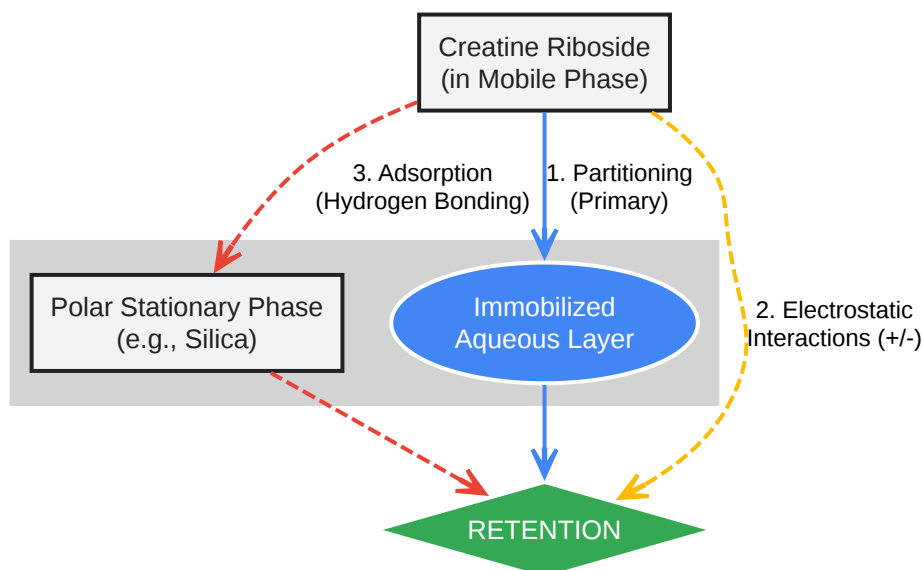 Creatine Riboside
(in Mobile Phase)
3. Adsorption
(Hydrogen Bonding)
1. Partitioning
(Primary)
Polar Stationary Phase
(e.g., Silica)
Immobilized
Aqueous Layer
2. Electrostatic
Interactions (+/-)
RETENTION